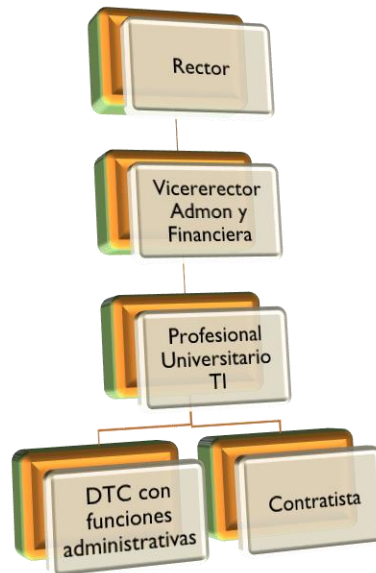 Rector
Vicererector
Admon y
Financiera
Profesional
Universitario
TI
DTC con
funciones
administrativas
Contratista